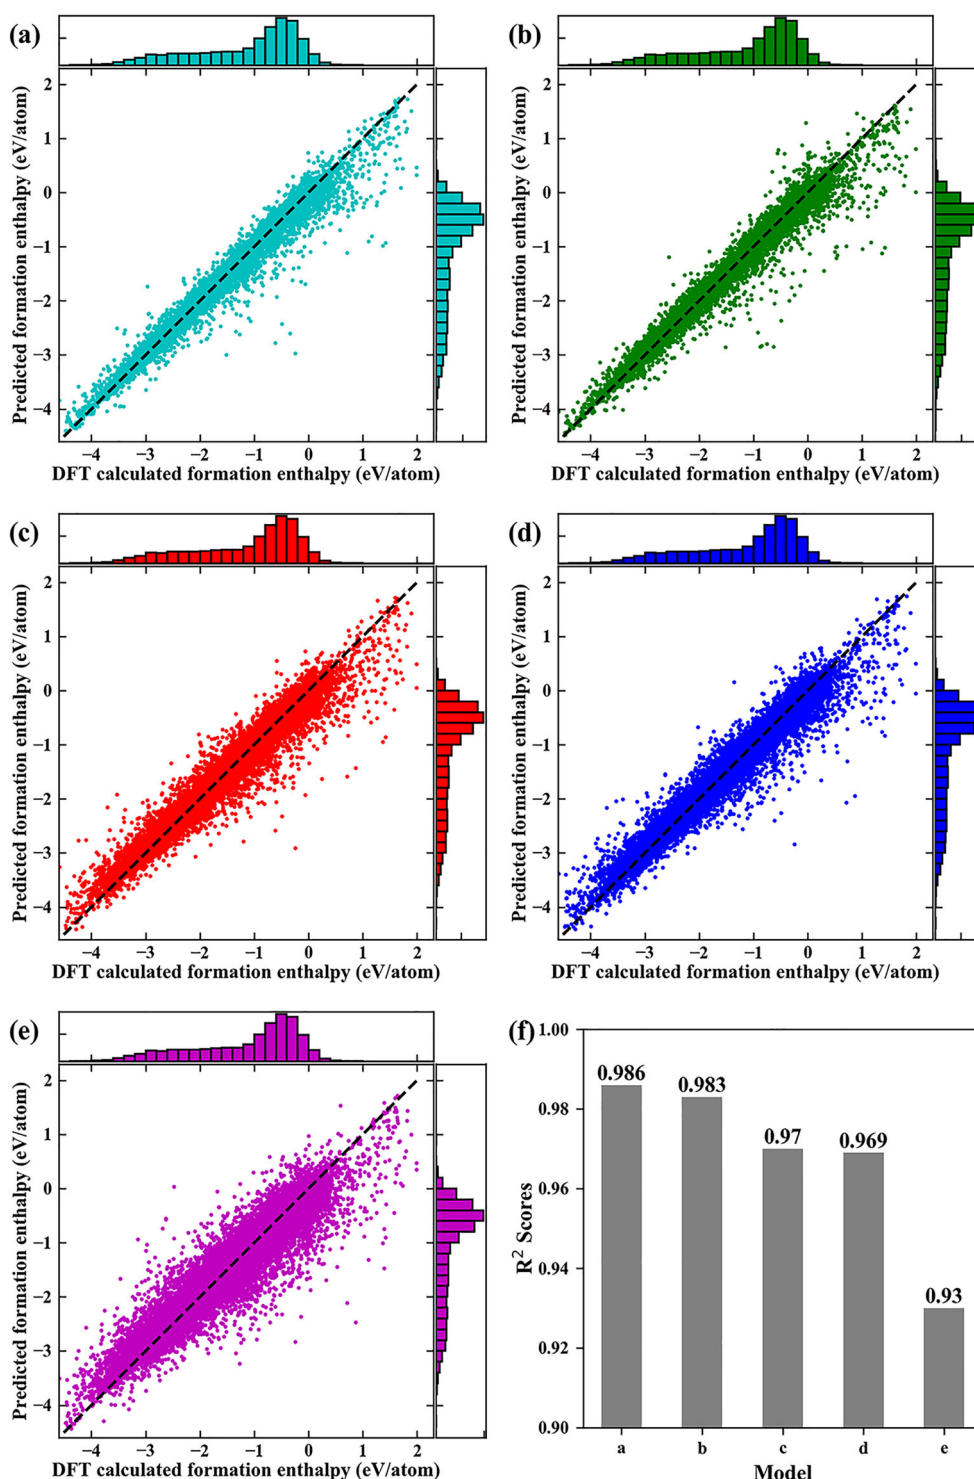 (a)
2
1
0
−1
−2
−3
−4
Predicted formation enthalpy (eV/atom)
−4 −3 −2 −1 0 1 2
DFT calculated formation enthalpy (eV/atom)
(b)
2
1
0
−1
−2
−3
−4
Predicted formation enthalpy (eV/atom)
−4 −3 −2 −1 0 1 2
DFT calculated formation enthalpy (eV/atom)
(c)
2
1
0
−1
−2
−3
−4
Predicted formation enthalpy (eV/atom)
−4 −3 −2 −1 0 1 2
DFT calculated formation enthalpy (eV/atom)
(d)
2
1
0
−1
−2
−3
−4
Predicted formation enthalpy (eV/atom)
−4 −3 −2 −1 0 1 2
DFT calculated formation enthalpy (eV/atom)
(e)
2
1
0
−1
−2
−3
−4
Predicted formation enthalpy (eV/atom)
−4 −3 −2 −1 0 1 2
DFT calculated formation enthalpy (eV/atom)
(f)
1.00
0.98
0.96
0.94
0.92
0.90
R² Scores
0.986
0.983
0.97
0.969
0.93
a b c d e
Model